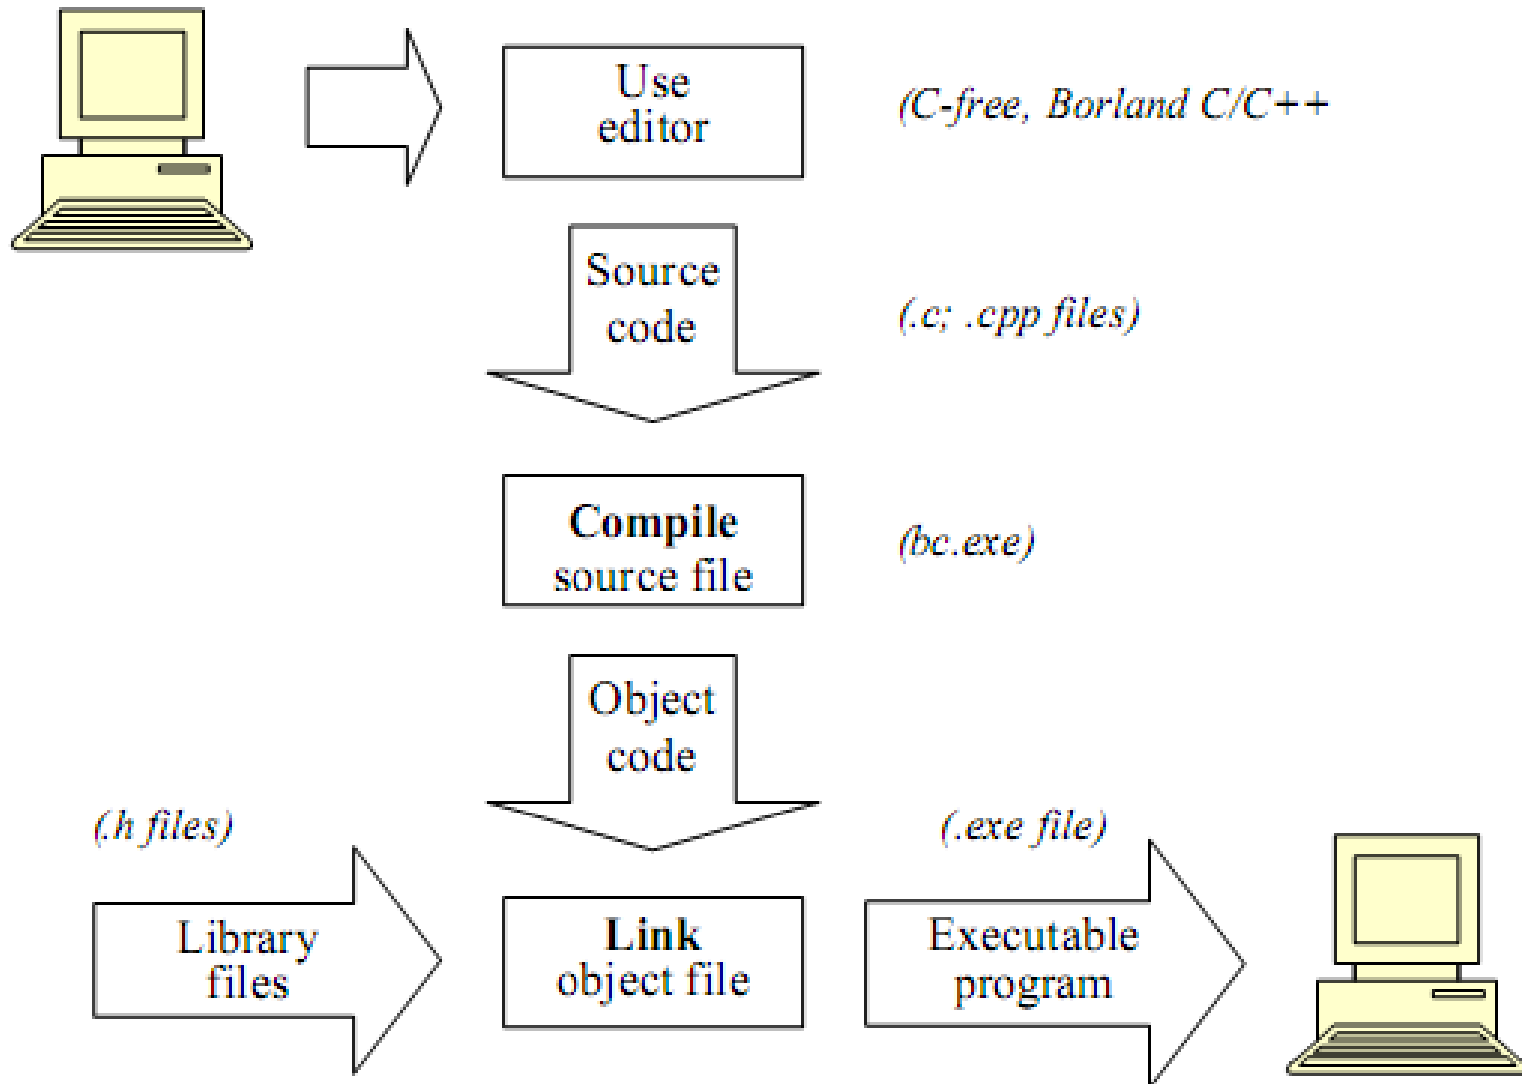 Use
editor
(C-free, Borland C/C++
Source
code
(.c; .cpp files)
Compile
source file
(bc.exe)
Object
code
(.h files)
(.exe file)
Library
files
Link
object file
Executable
program